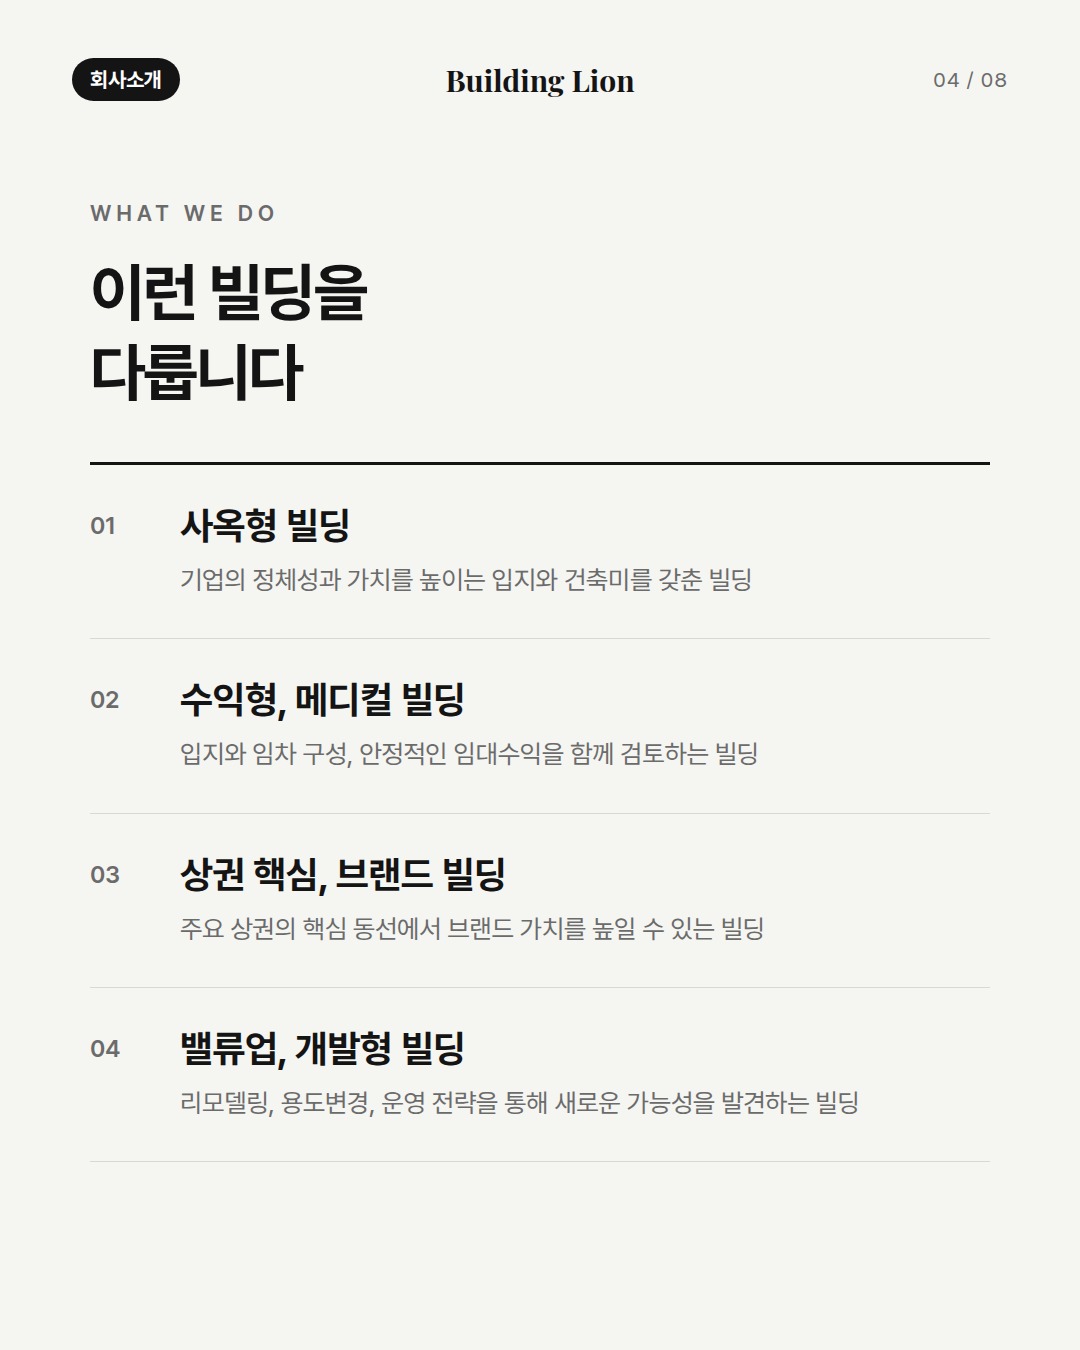 회사소개
Building Lion
04 / 08
WHAT WE DO
이런 빌딩을
다룹니다
01
사옥형 빌딩
기업의 정체성과 가치를 높이는 입지와 건축미를 갖춘 빌딩
02
수익형, 메디컬 빌딩
입지와 임차 구성, 안정적인 임대수익을 함께 검토하는 빌딩
03
상권 핵심, 브랜드 빌딩
주요 상권의 핵심 동선에서 브랜드 가치를 높일 수 있는 빌딩
04
밸류업, 개발형 빌딩
리모델링, 용도변경, 운영 전략을 통해 새로운 가능성을 발견하는 빌딩